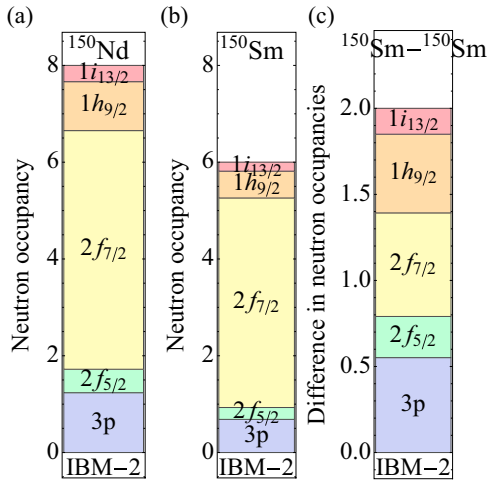 (a)
¹⁵⁰Nd
8
6
4
2
0
Neutron occupancy
1i₁₃/₂
1h₉/₂
2f₇/₂
2f₅/₂
3p
IBM−2
(b)
¹⁵⁰Sm
8
6
4
2
0
Neutron occupancy
1i₁₃/₂
1h₉/₂
2f₇/₂
2f₅/₂
3p
IBM−2
(c)
¹⁵⁰Sm−¹⁵⁰Sm
2.0
1.5
1.0
0.5
0.0
Difference in neutron occupancies
1i₁₃/₂
1h₉/₂
2f₇/₂
2f₅/₂
3p
IBM−2